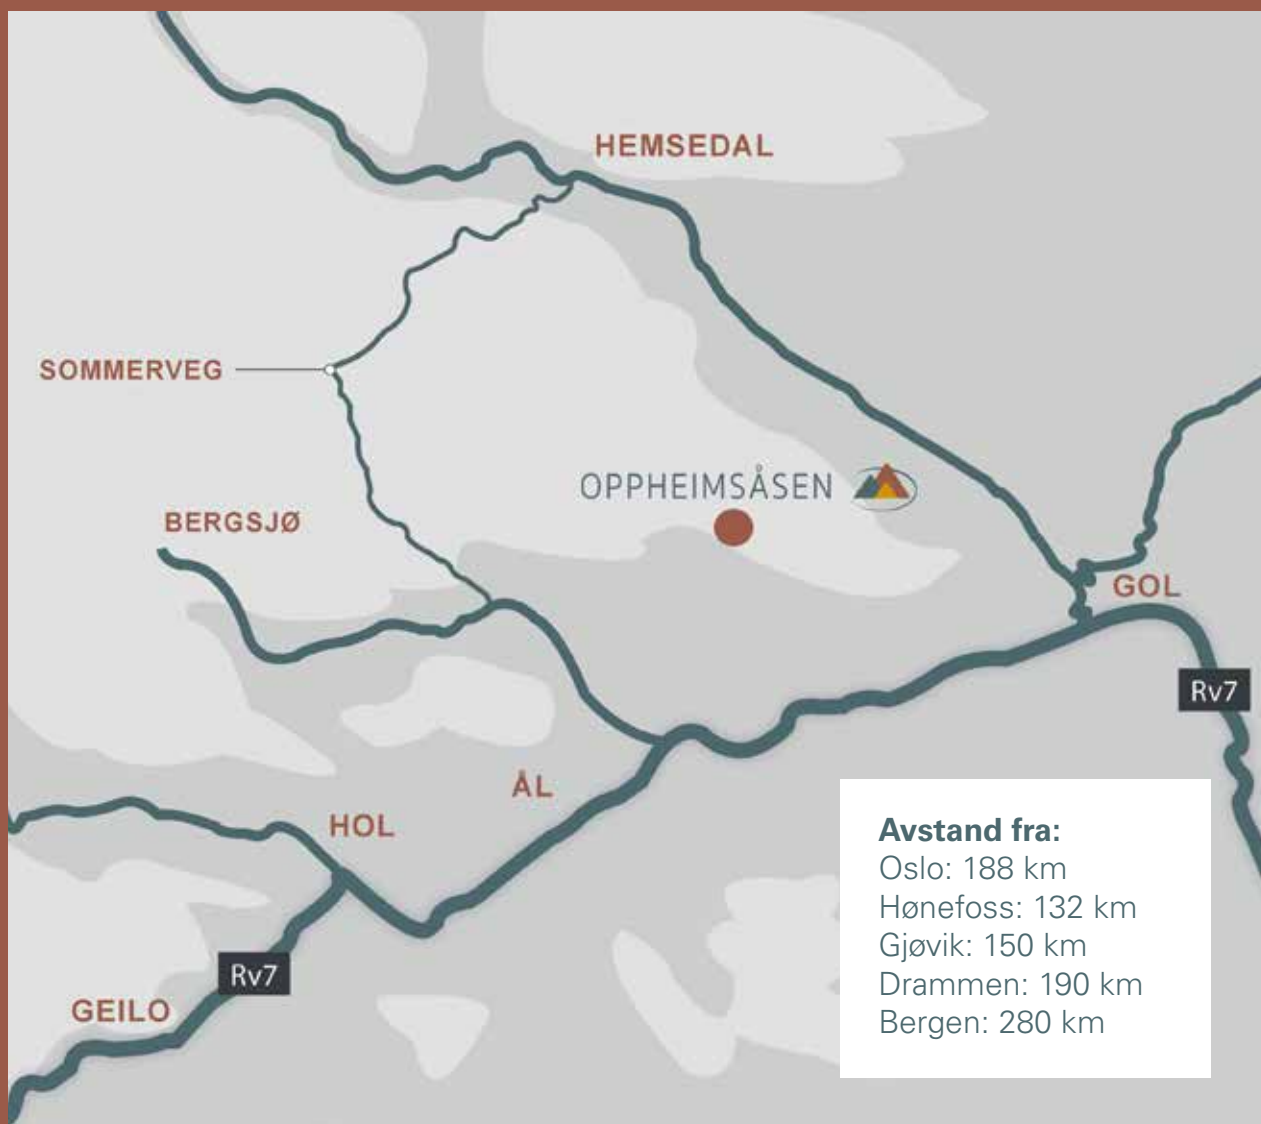 HEMSEDAL
SOMMERVEG
OPPHEIMSÅSEN
BERGSJØ
GOL
Rv7
ÅL
HOL
Avstand fra:
Oslo: 188 km
Hønefoss: 132 km
Gjøvik: 150 km
Drammen: 190 km
Bergen: 280 km
Rv7
GEILO